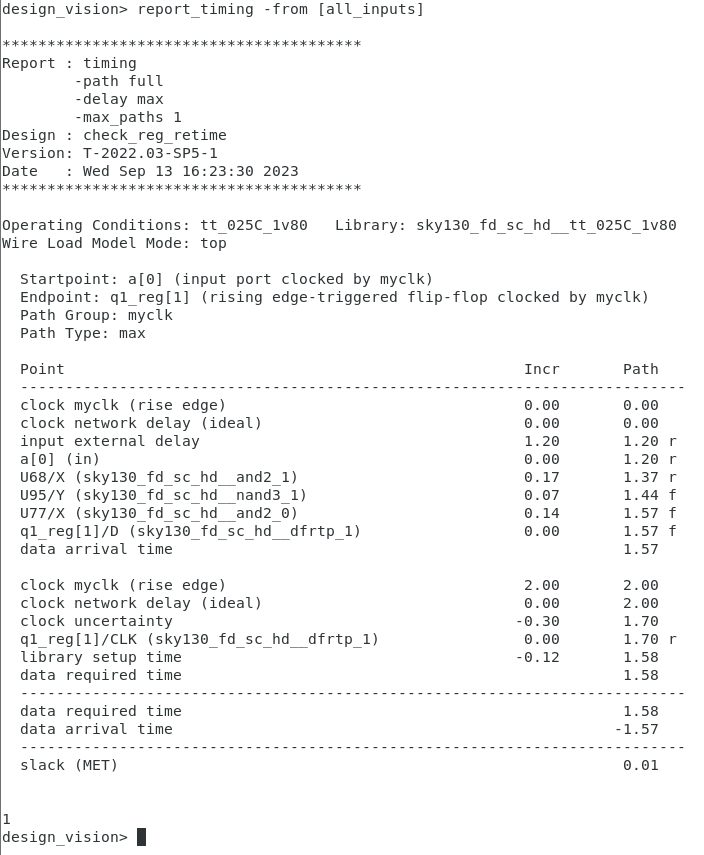 design_vision> report_timing -from [all_inputs]
****************************************
Report : timing
        -path full
        -delay max
        -max_paths 1
Design : check_reg_retime
Version: T-2022.03-SP5-1
Date   : Wed Sep 13 16:23:30 2023
****************************************
Operating Conditions: tt_025C_1v80   Library: sky130_fd_sc_hd__tt_025C_1v80
Wire Load Model Mode: top
  Startpoint: a[0] (input port clocked by myclk)
  Endpoint: q1_reg[1] (rising edge-triggered flip-flop clocked by myclk)
  Path Group: myclk
  Path Type: max
  Point                                                   Incr       Path
  --------------------------------------------------------------------------
  clock myclk (rise edge)                                 0.00       0.00
  clock network delay (ideal)                             0.00       0.00
  input external delay                                    1.20       1.20 r
  a[0] (in)                                               0.00       1.20 r
  U68/X (sky130_fd_sc_hd__and2_1)                         0.17       1.37 r
  U95/Y (sky130_fd_sc_hd__nand3_1)                        0.07       1.44 f
  U77/X (sky130_fd_sc_hd__and2_0)                         0.14       1.57 f
  q1_reg[1]/D (sky130_fd_sc_hd__dfrtp_1)                  0.00       1.57 f
  data arrival time                                                  1.57
  clock myclk (rise edge)                                 2.00       2.00
  clock network delay (ideal)                             0.00       2.00
  clock uncertainty                                      -0.30       1.70
  q1_reg[1]/CLK (sky130_fd_sc_hd__dfrtp_1)                0.00       1.70 r
  library setup time                                     -0.12       1.58
  data required time                                                 1.58
  --------------------------------------------------------------------------
  data required time                                                 1.58
  data arrival time                                                 -1.57
  --------------------------------------------------------------------------
  slack (MET)                                                        0.01
1
design_vision>